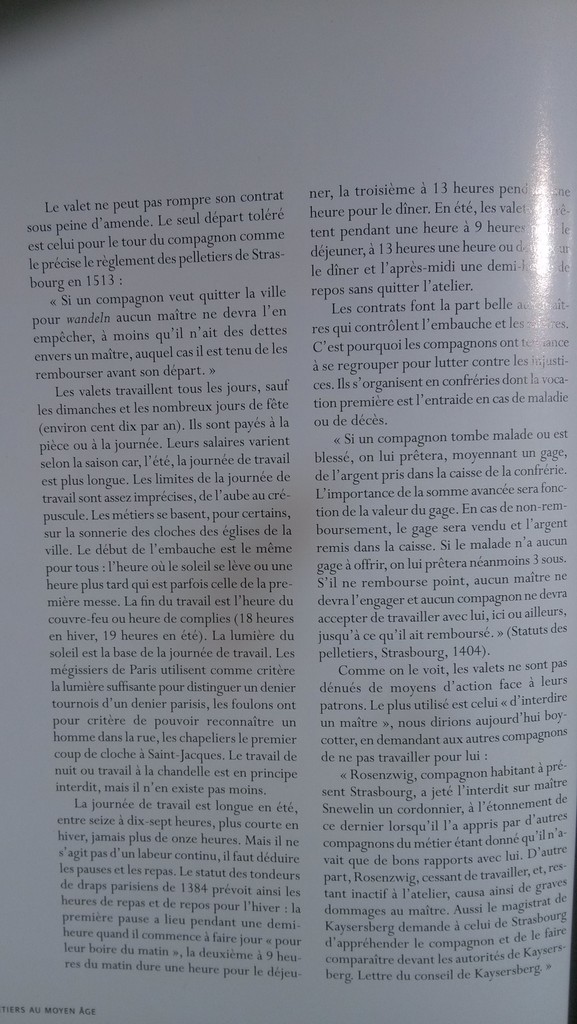 Le valet ne peut pas rompre son contrat
sous peine d'amende. Le seul départ toléré
est celui pour le tour du compagnon comme
le précise le règlement des pelletiers de Stras-
bourg en 1513 :
« Si un compagnon veut quitter la ville
pour wandeln aucun maître ne devra l'en
empêcher, à moins qu'il n'ait des dettes
envers un maître, auquel cas il est tenu de les
rembourser avant son départ. »
Les valets travaillent tous les jours, sauf
les dimanches et les nombreux jours de fête
(environ cent dix par an). Ils sont payés à la
pièce ou à la journée. Leurs salaires varient
selon la saison car, l'été, la journée de travail
est plus longue. Les limites de la journée de
travail sont assez imprécises, de l'aube au cré-
puscule. Les métiers se basent, pour certains,
sur la sonnerie des cloches des églises de la
ville. Le début de l'embauche est le même
pour tous : l'heure où le soleil se lève ou une
heure plus tard qui est parfois celle de la pre-
mière messe. La fin du travail est l'heure du
couvre-feu ou heure de complies (18 heures
en hiver, 19 heures en été). La lumière du
soleil est la base de la journée de travail. Les
mégissiers de Paris utilisent comme critère
la lumière suffisante pour distinguer un denier
tournois d'un denier parisis, les foulons ont
pour critère de pouvoir reconnaître un
homme dans la rue, les chapeliers le premier
coup de cloche à Saint-Jacques. Le travail de
nuit ou travail à la chandelle est en principe
interdit, mais il n'en existe pas moins.
La journée de travail est longue en été,
entre seize à dix-sept heures, plus courte en
hiver, jamais plus de onze heures. Mais il ne
s'agit pas d'un labeur continu, il faut déduire
les pauses et les repas. Le statut des tondeurs
de draps parisiens de 1384 prévoit ainsi les
heures de repas et de repos pour l'hiver : la
première pause a lieu pendant une demi-
heure quand il commence à faire jour « pour
leur boire du matin », la deuxième à 9 heu-
res du matin dure une heure pour le déjeu-
ner, la troisième à 13 heures une
heure pour le dîner. En été, les
tent pendant une heure à 9 heures le
déjeuner, à 13 heures une heure ou
le dîner et l'après-midi une de
repos sans quitter l'atelier.
Les contrats font la part belle
res qui contrôlent l'embauche et les
C'est pourquoi les compagnons ont
à se regrouper pour lutter contre les injusti-
ces. Ils s'organisent en confréries dont la voca-
tion première est l'entraide en cas de maladie
ou de décès.
« Si un compagnon tombe malade ou est
blessé, on lui prêtera, moyennant un gage,
de l'argent pris dans la caisse de la confrérie.
L'importance de la somme avancée sera fonc-
tion de la valeur du gage. En cas de non-rem-
boursement, le gage sera vendu et l'argent
remis dans la caisse. Si le malade n'a aucun
gage à offrir, on lui prêtera néanmoins 3 sous.
S'il ne rembourse point, aucun maître ne
devra l'engager et aucun compagnon ne devra
accepter de travailler avec lui, ici ou ailleurs,
jusqu'à ce qu'il ait remboursé. » (Statuts des
pelletiers, Strasbourg, 1404).
Comme on le voit, les valets ne sont pas
dénués de moyens d'action face à leurs
patrons. Le plus utilisé est celui « d'interdire
un maître », nous dirions aujourd'hui boy-
cotter, en demandant aux autres compagnons
de ne pas travailler pour lui :
« Rosenzwig, compagnon habitant à pré-
sent Strasbourg, a jeté l'interdit sur maître
Snewelin un cordonnier, à l'étonnement de
ce dernier lorsqu'il l'a appris par d'autres
compagnons du métier étant donné qu'il n'a-
vait que de bons rapports avec lui. D'autre
part, Rosenzwig, cessant de travailler, et, res-
tant inactif à l'atelier, causa ainsi de graves
dommages au maître. Aussi le magistrat de
Kaysersberg demande à celui de Strasbourg
d'appréhender le compagnon et de le faire
comparaître devant les autorités de Kaysers-
berg. Lettre du conseil de Kaysersberg. »
TIERS AU MOYEN ÂGE